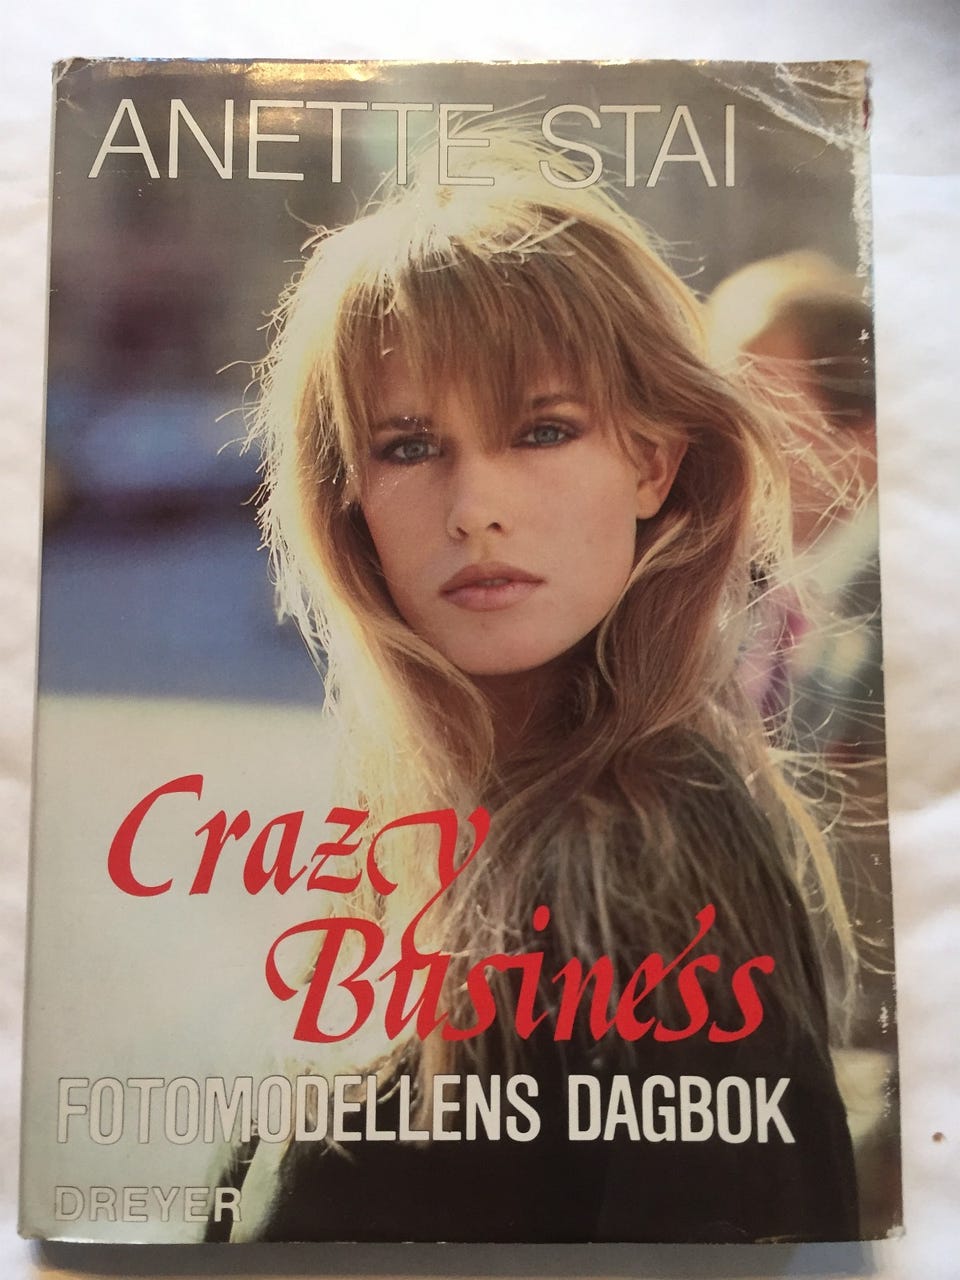 ANETTE STAI
Crazy
Business
FOTOMODELLENS DAGBOK
DREYER